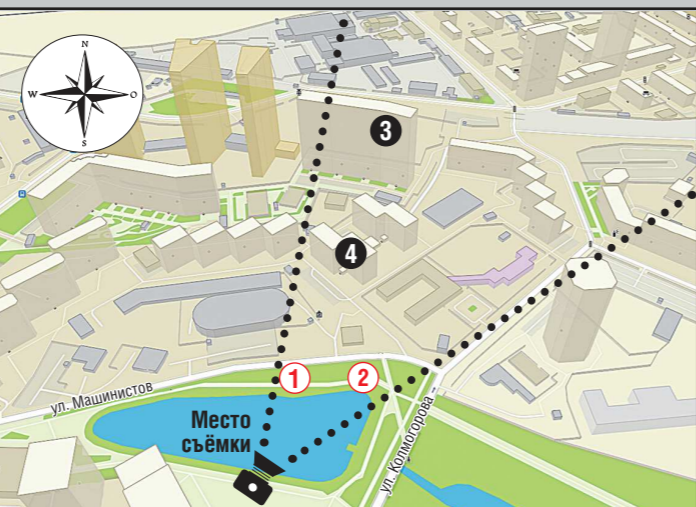 N
W
O
S
3
4
1
2
ул. Машинистов
Место
съёмки
ул. Колмогорова